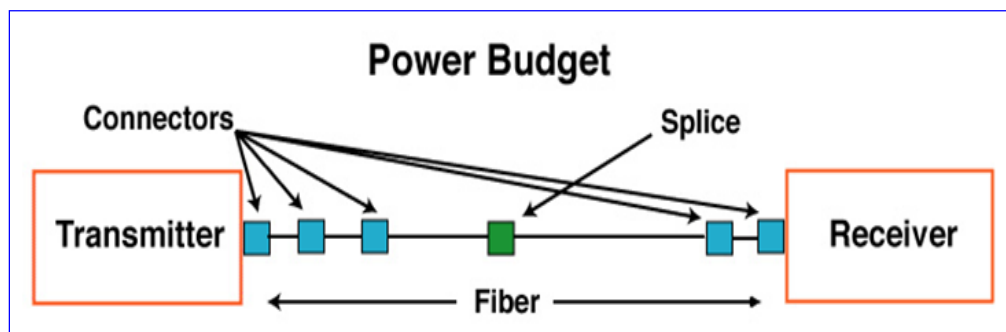 Power Budget
Connectors
Splice
Transmitter
Receiver
Fiber